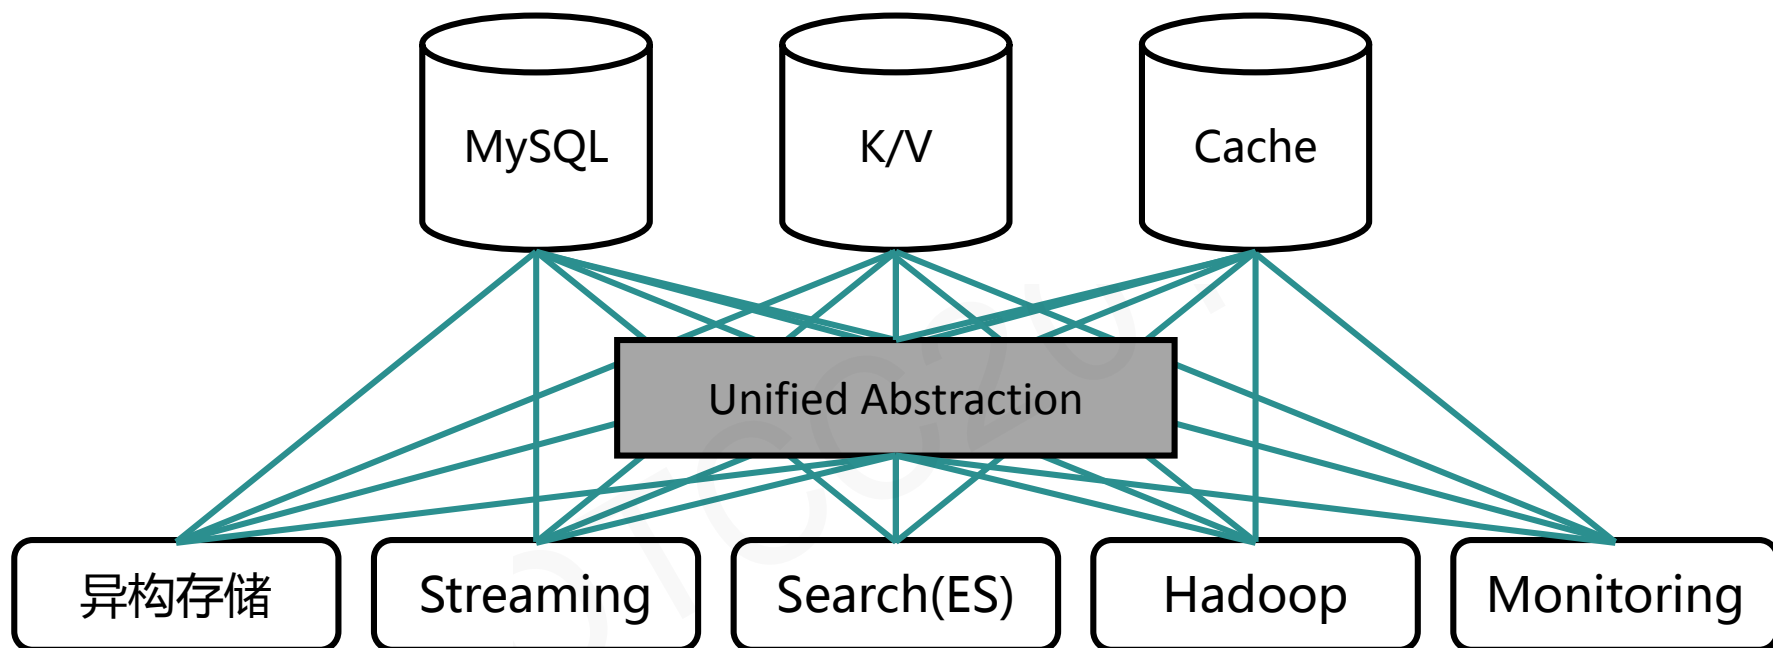 MySQL
K/V
Cache
Unified Abstraction
异构存储
Streaming
Search(ES)
Hadoop
Monitoring